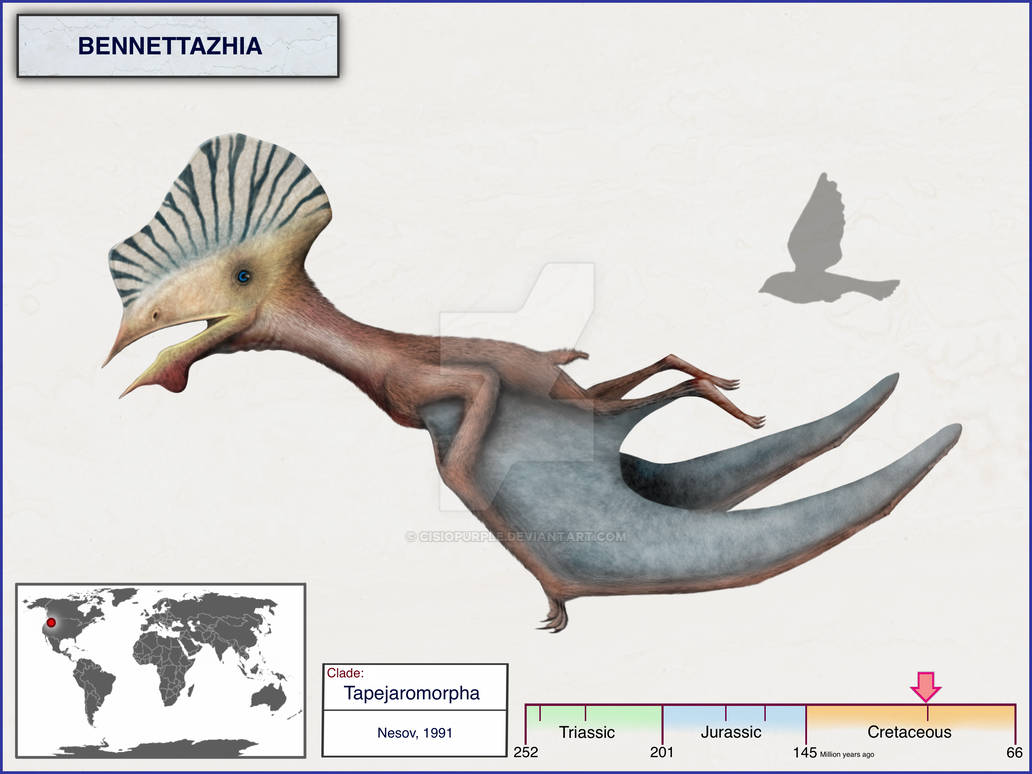 BENNETTAZHIA
© CISIOPURPLE.DEVIANTART.COM
Clade:
Tapejaromorpha
Nesov, 1991
Triassic Jurassic Cretaceous
252 201 145 Million years ago 66